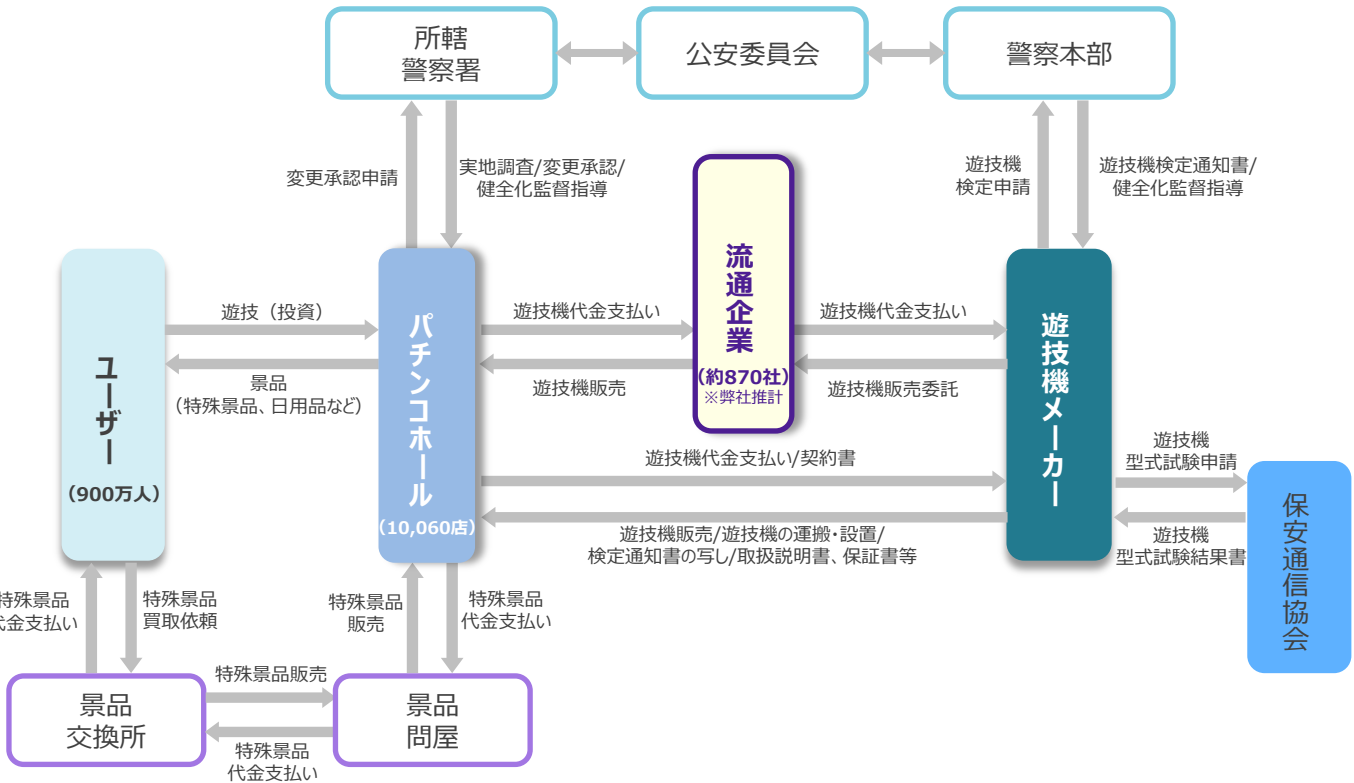 所轄
警察署
公安委員会
警察本部
変更承認申請
実地調査/変更承認/
健全化監督指導
遊技機
検定申請
遊技機検定通知書/
健全化監督指導
ユーザー
(900万人)
遊技（投資）
景品
(特殊景品、日用品など)
パチンコホール
(10,060店)
遊技機代金支払い
遊技機販売
流通企業
(約870社)
※弊社推計
遊技機代金支払い
遊技機販売委託
遊技機メーカー
遊技機代金支払い/契約書
遊技機販売/遊技機の運搬・設置/
検定通知書の写し/取扱説明書、保証書等
遊技機
型式試験申請
遊技機
型式試験結果書
保安通信協会
特殊景品
代金支払い
特殊景品
買取依頼
特殊景品
販売
特殊景品
代金支払い
景品
交換所
特殊景品販売
特殊景品
代金支払い
景品
問屋